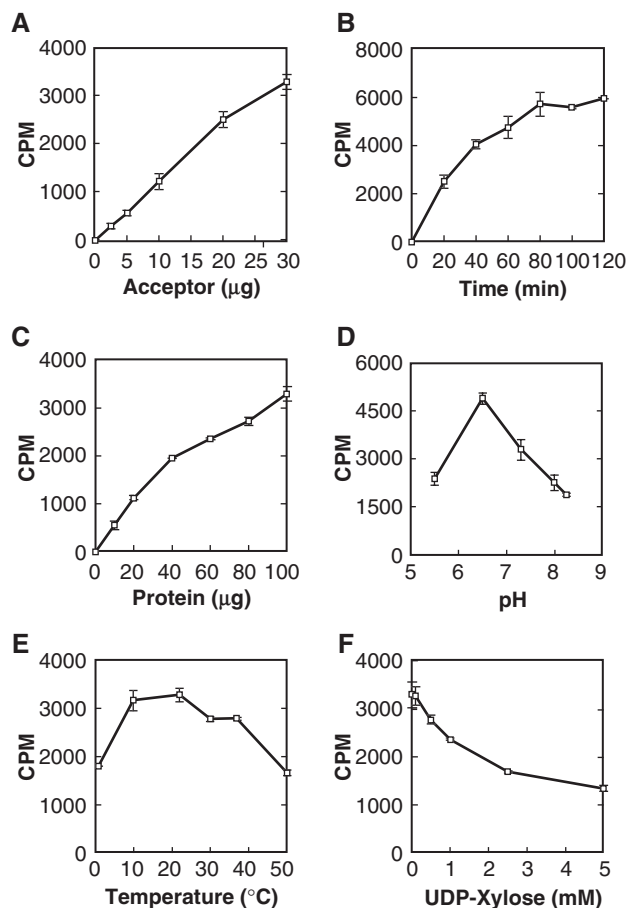 A
CPM
4000
3000
2000
1000
0
0 5 10 15 20 25 30
Acceptor (μg)
B
CPM
8000
6000
4000
2000
0
0 20 40 60 80 100 120
Time (min)
C
CPM
4000
3000
2000
1000
0
0 20 40 60 80 100
Protein (μg)
D
CPM
6000
4500
3000
1500
0
5 6 7 8 9
pH
E
CPM
4000
3000
2000
1000
0
0 10 20 30 40 50
Temperature (°C)
F
CPM
4000
3000
2000
1000
0
0 1 2 3 4 5
UDP-Xylose (mM)